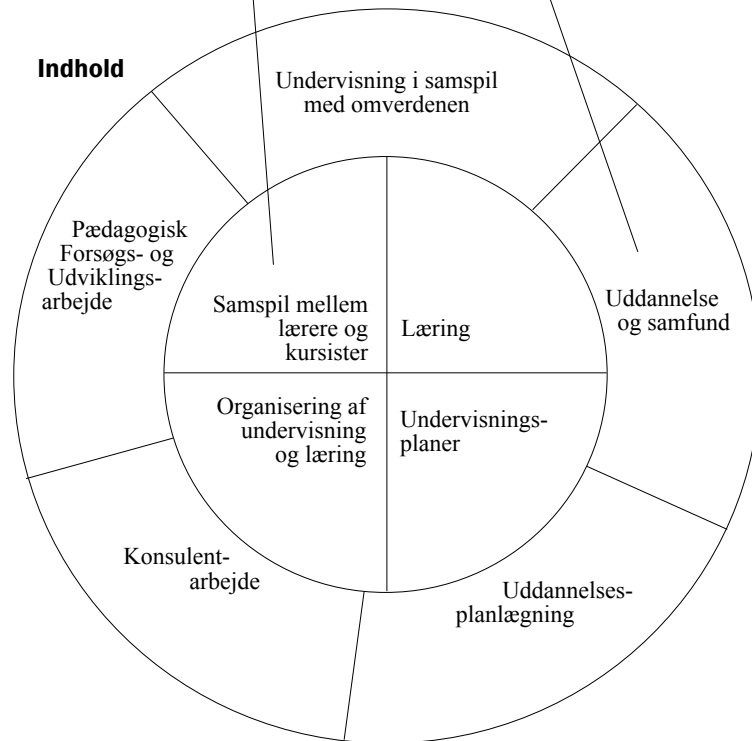 Indhold
Undervisning i samspil
med omverdenen
Pædagogisk
Forsøgs- og
Udviklings-
arbejde
Uddannelse
og samfund
Samspil mellem
lærere og
kursister
Læring
Organisering af
undervisning
og læring
Undervisnings-
planer
Konsulent-
arbejde
Uddannelses-
planlægning